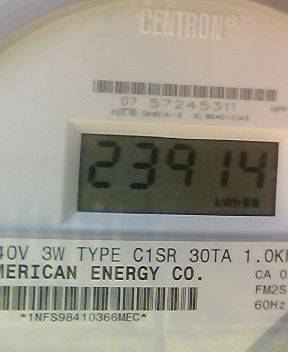 CENTRON®
07 57245311
23914
kWh
40V 3W TYPE C1SR 30TA 1.0K
MERICAN ENERGY CO.
CA 0
FM2S
60Hz
*1NFS98410366MEC*